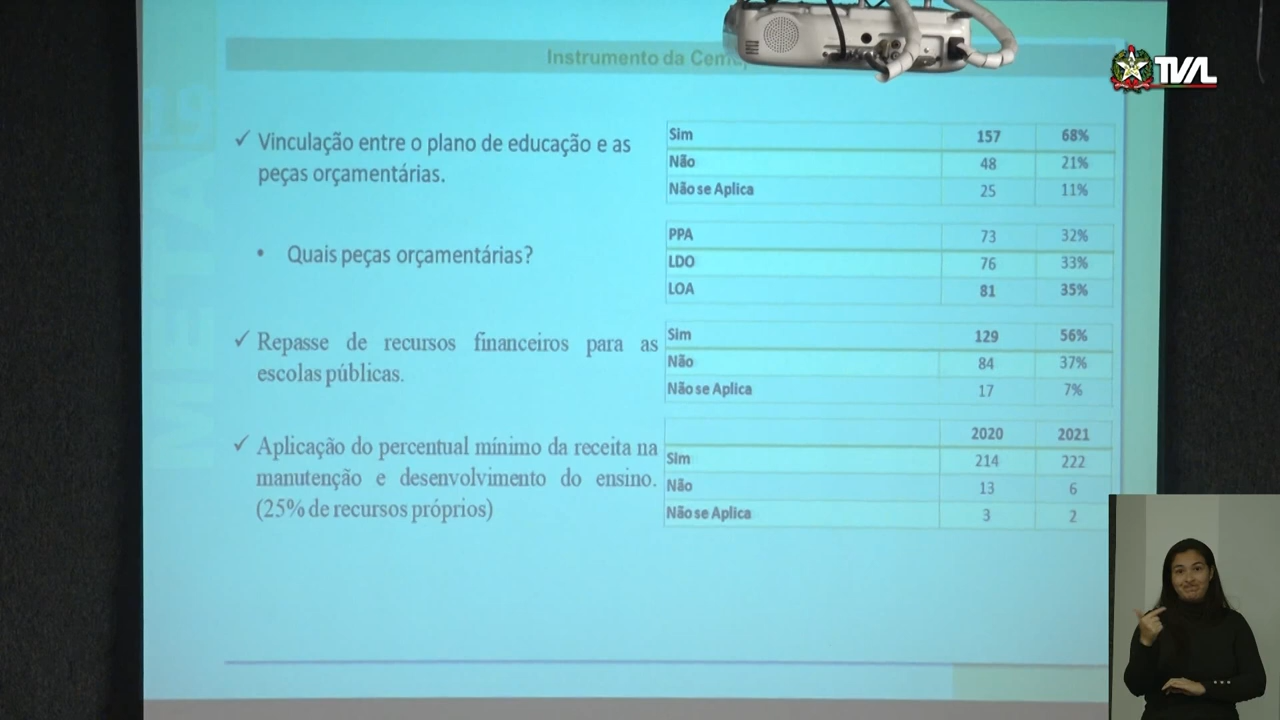 Instrumento da
TVAL
✓ Vinculação entre o plano de educação e as
peças orçamentárias.
Sim 157 68%
Não 48 21%
Não se Aplica 25 11%
• Quais peças orçamentárias?
PPA 73 32%
LDO 76 33%
LOA 81 35%
✓ Repasse de recursos financeiros para as
escolas públicas.
Sim 129 56%
Não 84 37%
Não se Aplica 17 7%
✓ Aplicação do percentual mínimo da receita na
manutenção e desenvolvimento do ensino.
(25% de recursos próprios)
2020 2021
Sim 214 222
Não 13 6
Não se Aplica 3 2
META